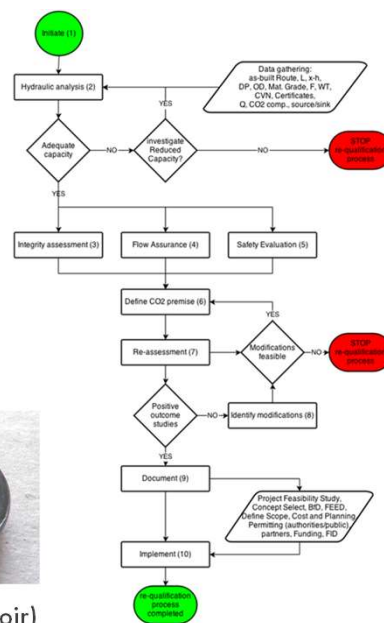 Initiate (1)
Data gathering:
as-built Route, L, x-h,
DP, OD, Mat. Grade, F, WT,
CVN, Certificates,
Q, CO2 comp., source/sink
Hydraulic analysis (2)
YES
Adequate
capacity
NO
investigate
Reduced
Capacity?
NO
STOP
re-qualification
process
YES
Integrity assessment (3)
Flow Assurance (4)
Safety Evaluation (5)
Define CO2 premise (6)
YES
Re-assessment (7)
Modifications
feasible
NO
STOP
re-qualification
process
Positive
outcome
studies
NO
Identify modifications (8)
YES
Document (9)
Project Feasibility Study,
Concept Select, BfD, FEED,
Define Scope, Cost and Planning
Permitting (authorities/public),
partners, Funding, FID
Implement (10)
re-qualification
process
completed
oir)